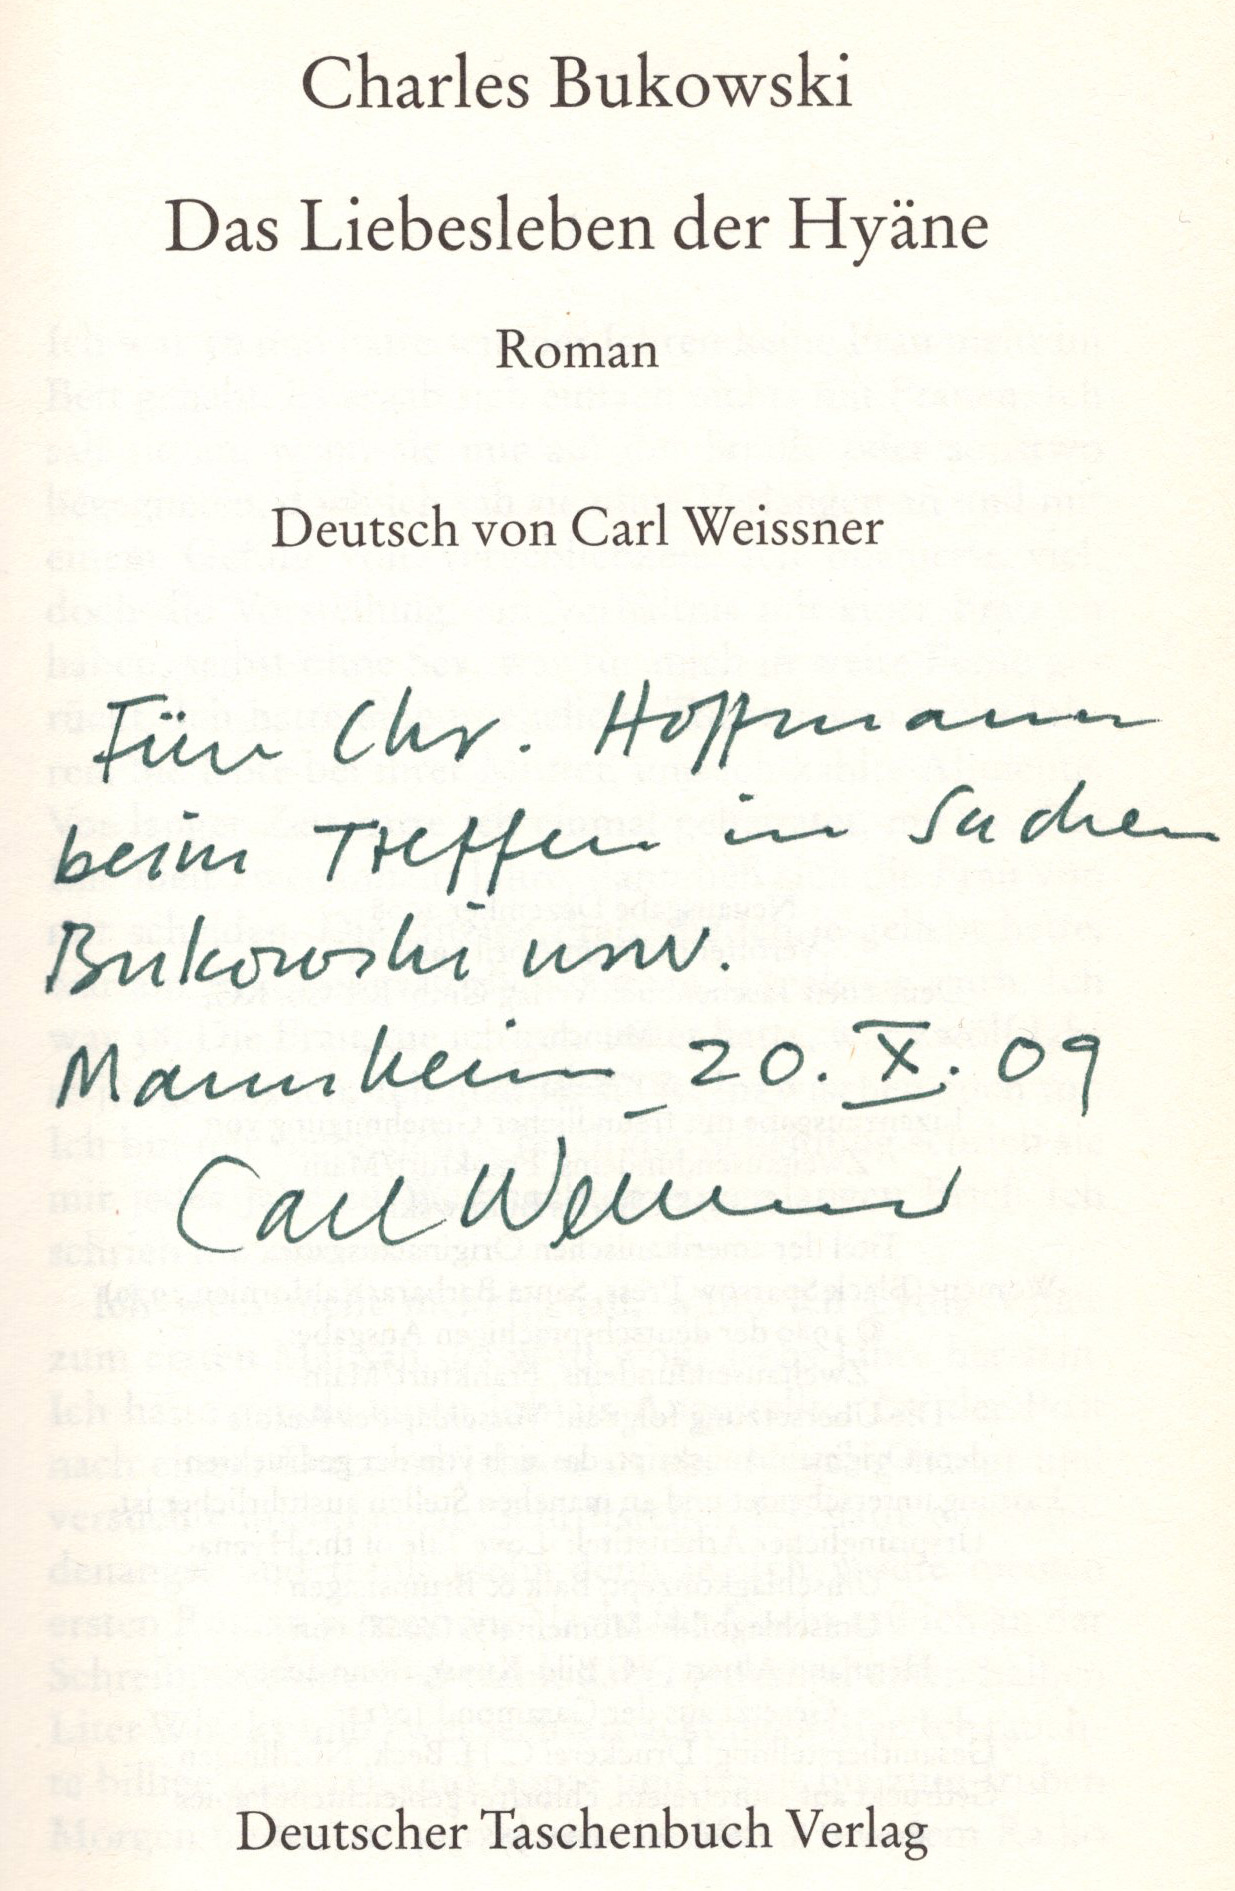 Charles Bukowski
Das Liebesleben der Hyäne
Roman
Deutsch von Carl Weissner
Für Chr. Hoffmann
beim Treffen in Sachen
Bukowski usw.
Mannheim 20. X. 09
Carl Weissner
Deutscher Taschenbuch Verlag